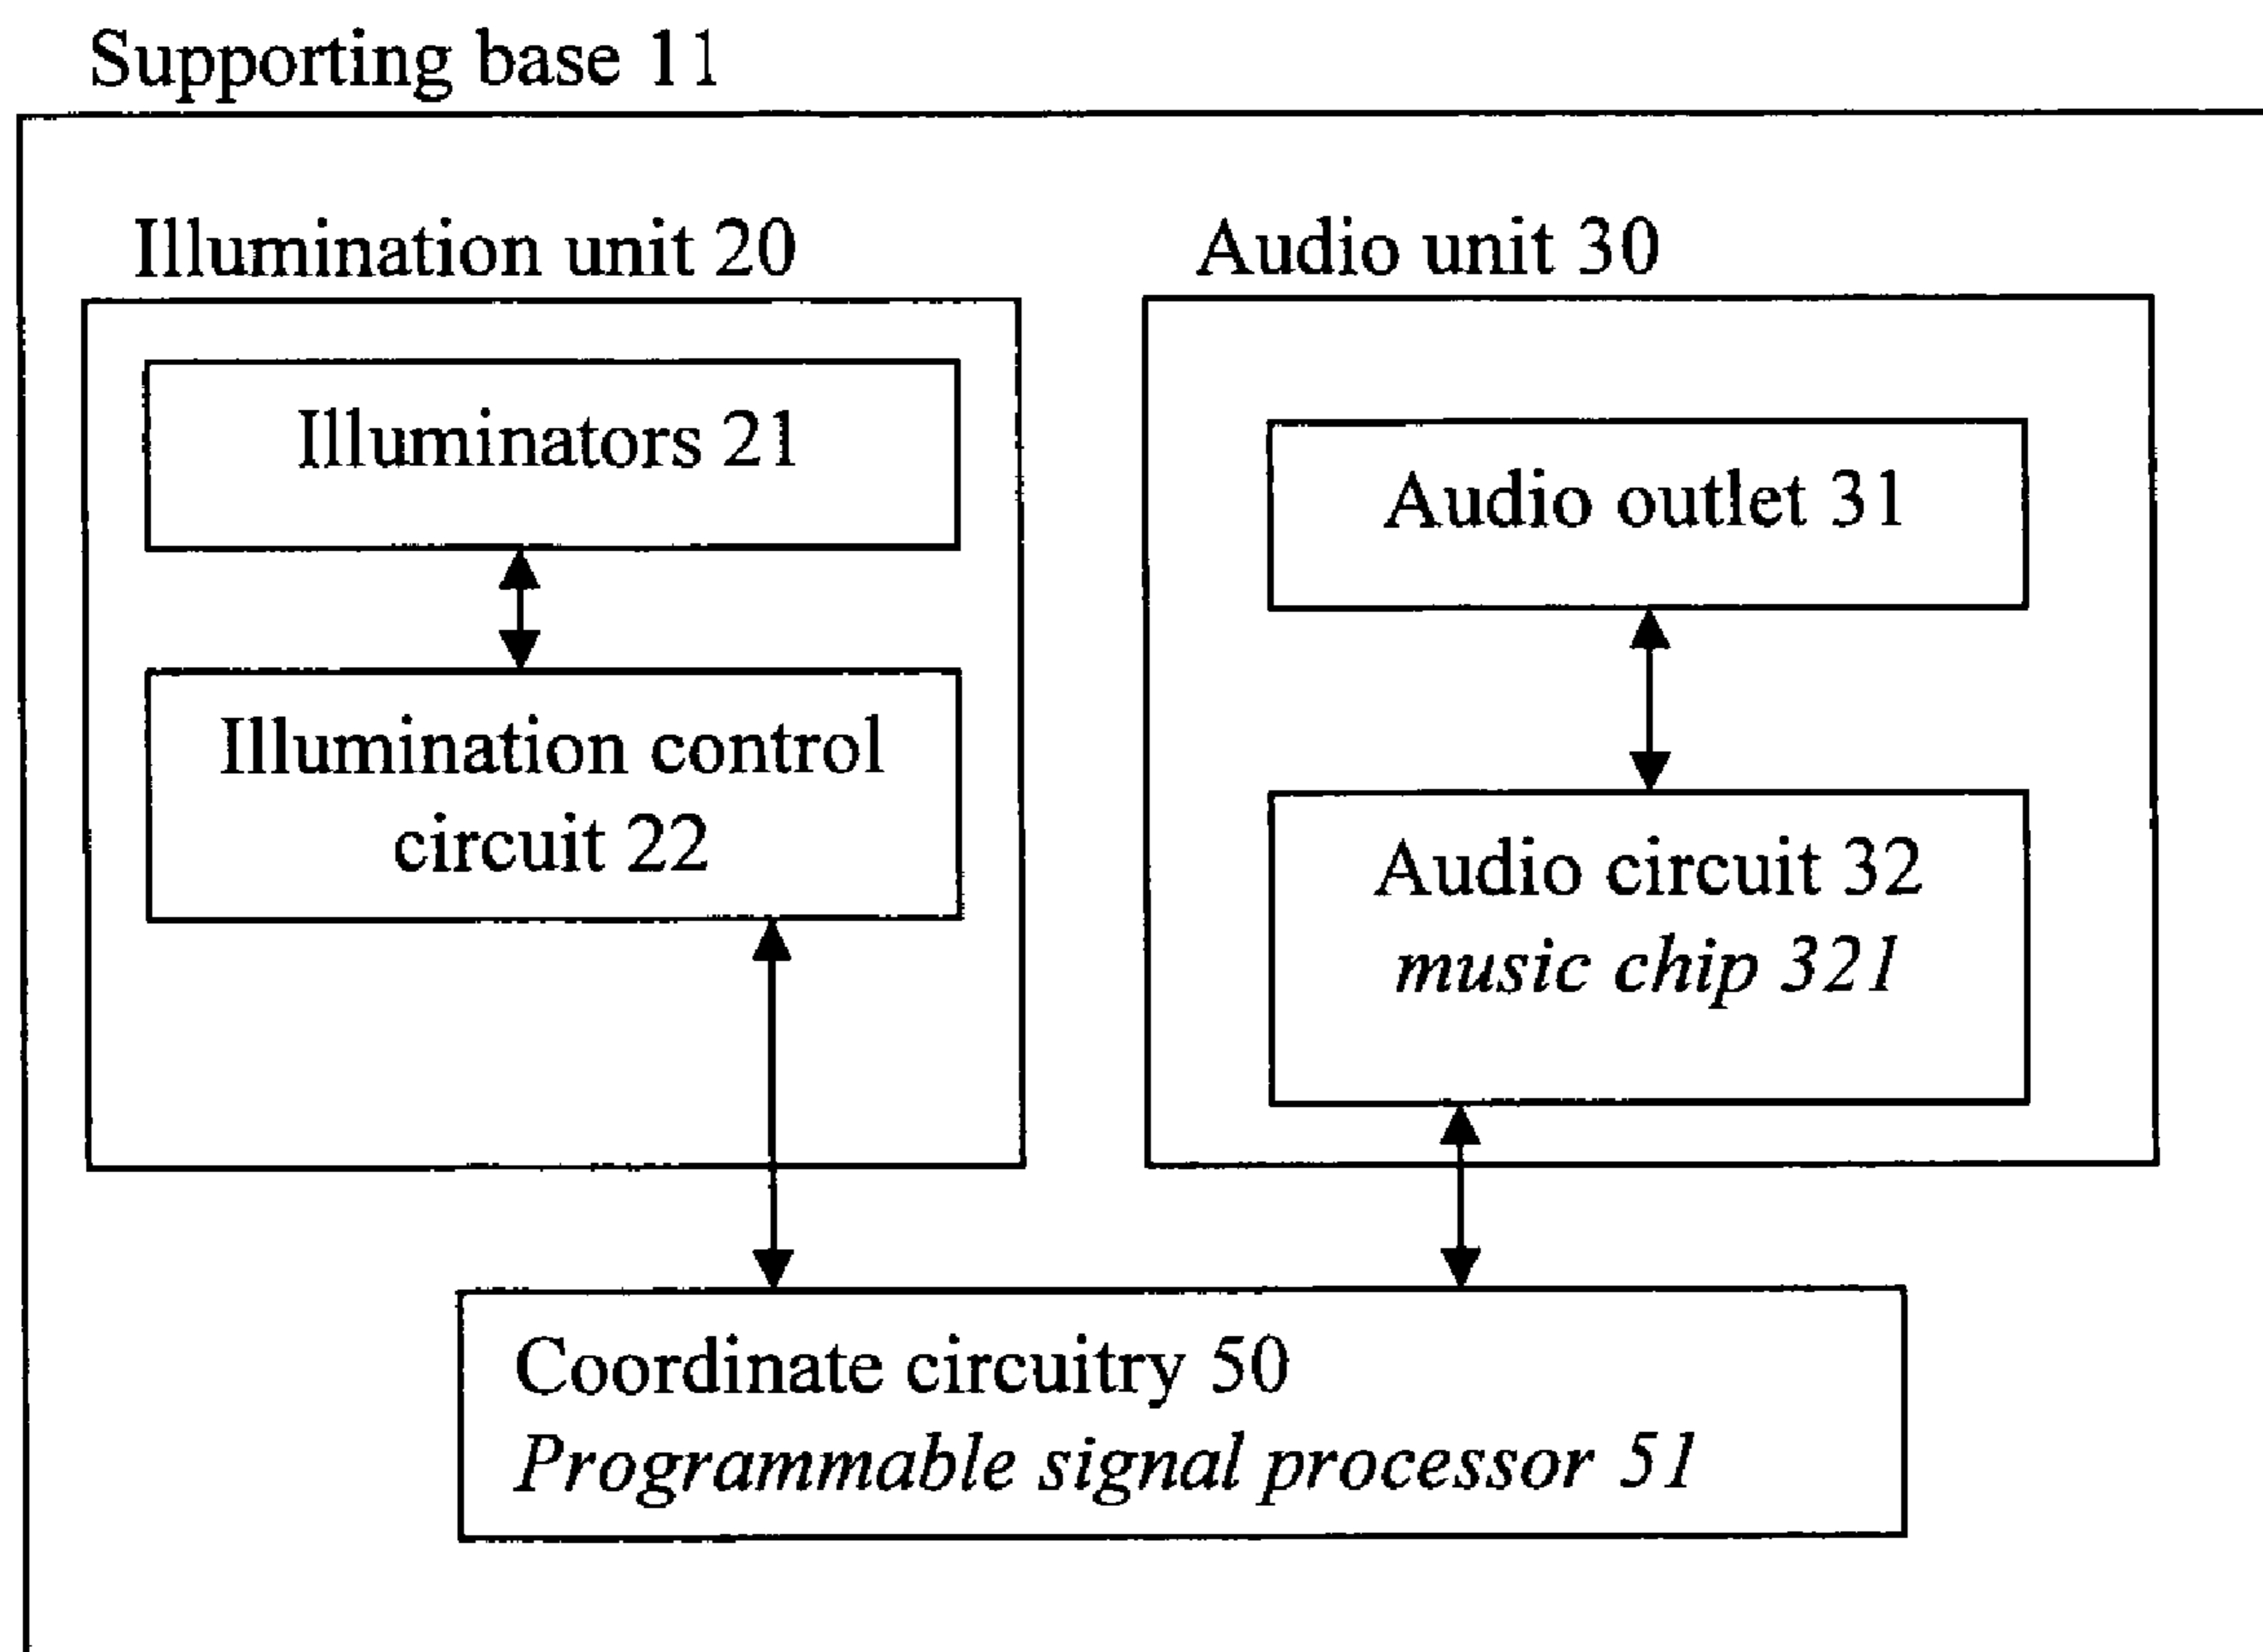 Supporting base 11
Illumination unit 20
Illuminators 21
Illumination control
circuit 22
Audio unit 30
Audio outlet 31
Audio circuit 32
music chip 321
Coordinate circuitry 50
Programmable signal processor 51